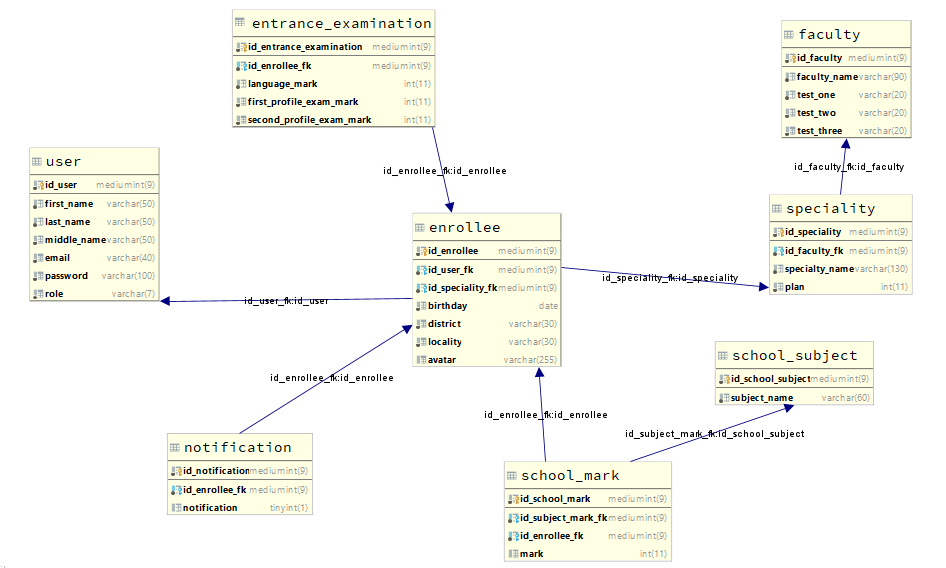 entrance_examination
id_entrance_examination mediumint(9)
id_enrollee_fk mediumint(9)
language_mark int(11)
first_profile_exam_mark int(11)
second_profile_exam_mark int(11)
faculty
id_faculty mediumint(9)
faculty_name varchar(90)
test_one varchar(20)
test_two varchar(20)
test_three varchar(20)
id_enrollee_fk:id_enrollee
id_faculty_fk:id_faculty
user
id_user mediumint(9)
first_name varchar(50)
last_name varchar(50)
middle_name varchar(50)
email varchar(40)
password varchar(100)
role varchar(7)
enrollee
id_enrollee mediumint(9)
id_user_fk mediumint(9)
id_speciality_fk mediumint(9)
birthday date
district varchar(30)
locality varchar(30)
avatar varchar(255)
speciality
id_speciality mediumint(9)
id_faculty_fk mediumint(9)
specialty_name varchar(130)
plan int(11)
id_speciality_fk:id_speciality
id_user_fk:id_user
id_enrollee_fk:id_enrollee
school_subject
id_school_subject mediumint(9)
subject_name varchar(60)
id_enrollee_fk:id_enrollee
id_subject_mark_fk:id_school_subject
notification
id_notification mediumint(9)
id_enrollee_fk mediumint(9)
notification tinyint(1)
school_mark
id_school_mark mediumint(9)
id_subject_mark_fk mediumint(9)
id_enrollee_fk mediumint(9)
mark int(11)